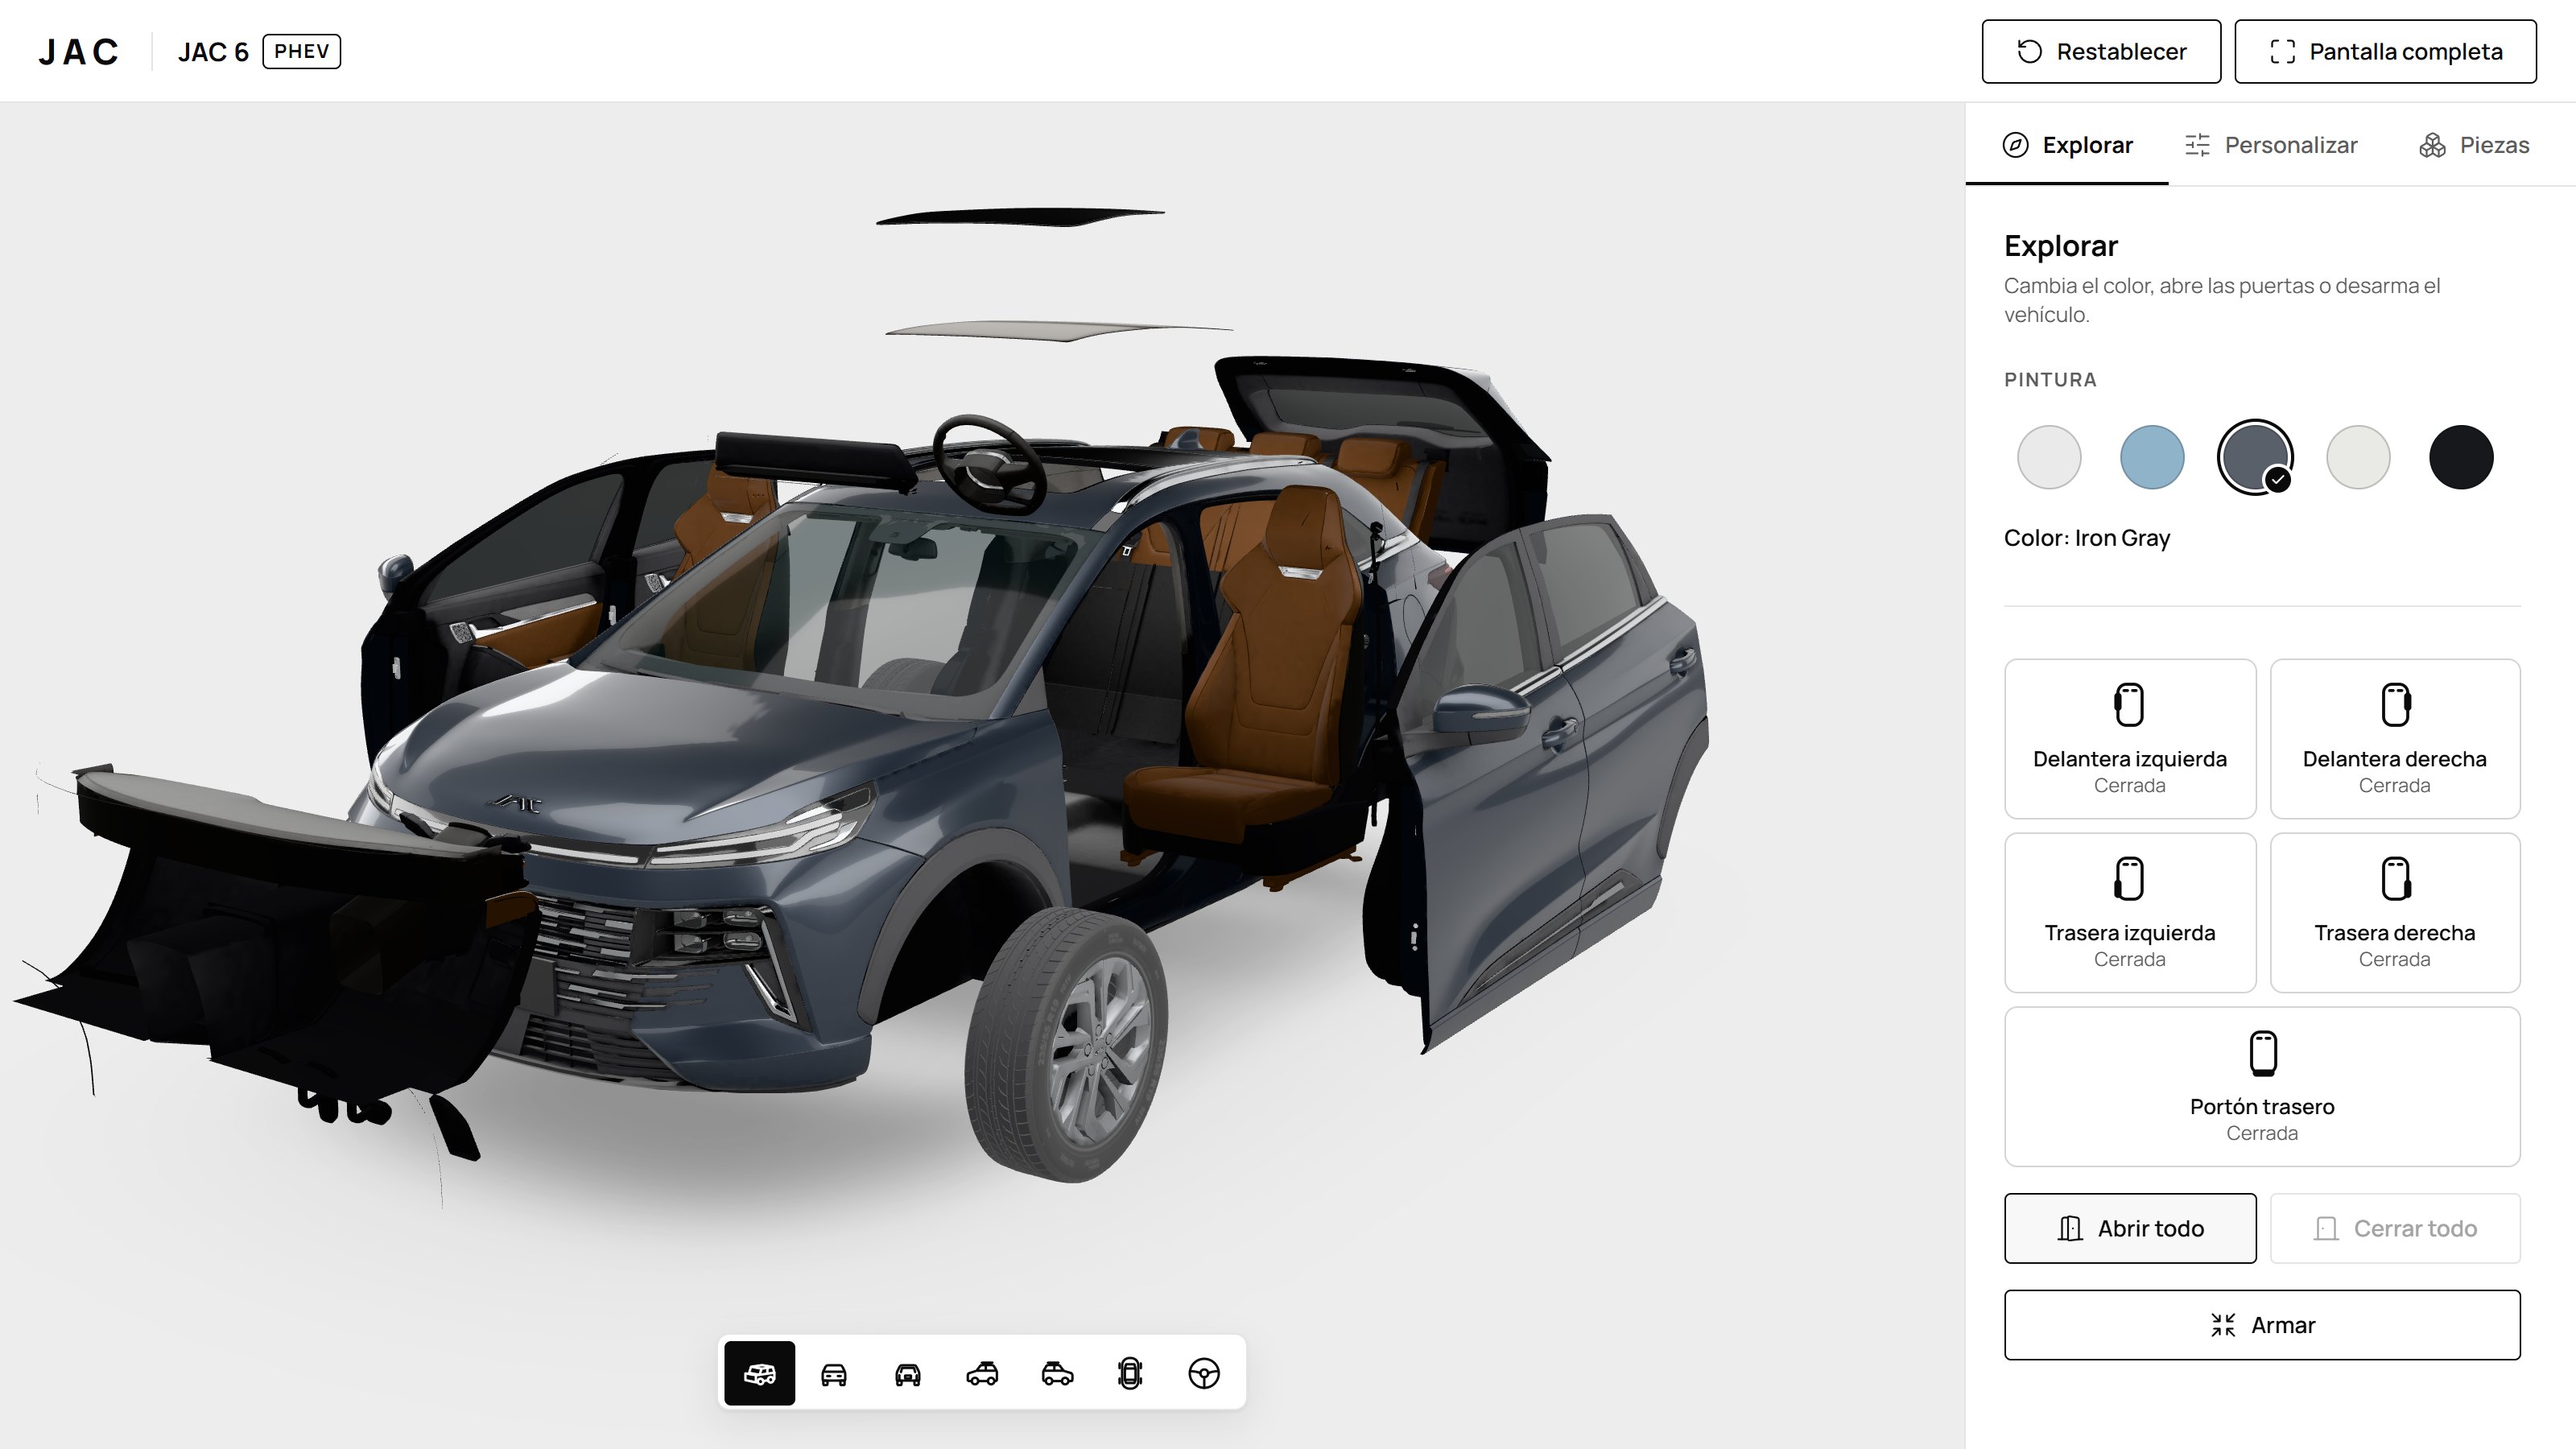 JAC
JAC 6 PHEV
Restablecer
Pantalla completa
Explorar
Personalizar
Piezas
Explorar
Cambia el color, abre las puertas o desarma el
vehículo.
PINTURA
Color: Iron Gray
Delantera izquierda
Cerrada
Delantera derecha
Cerrada
Trasera izquierda
Cerrada
Trasera derecha
Cerrada
Portón trasero
Cerrada
Abrir todo
Cerrar todo
Armar
JAC